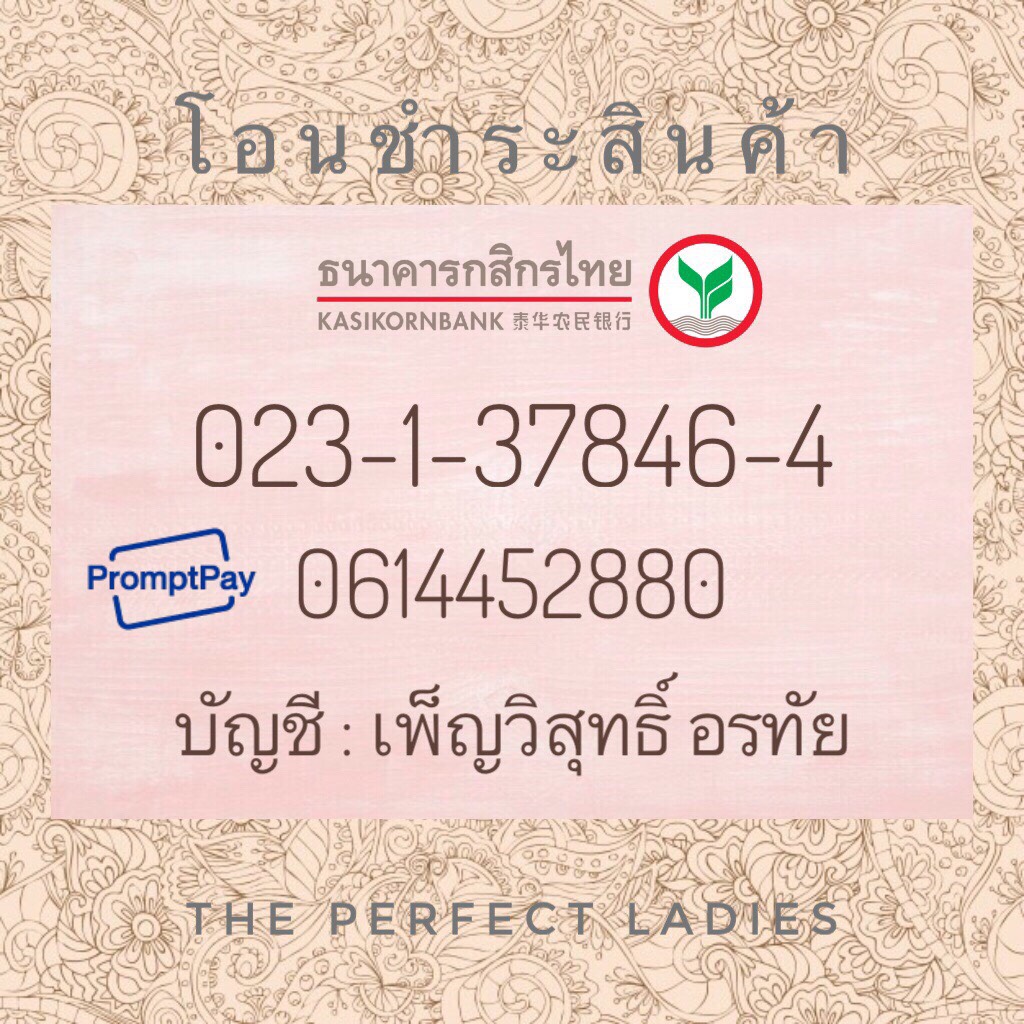 โอนชำระสินค้า
ธนาคารกสิกรไทย
KASIKORNBANK 泰华农民银行
023-1-37846-4
PromptPay 0614452880
บัญชี : เพ็ญวิสุทธิ์ อรทัย
THE PERFECT LADIES